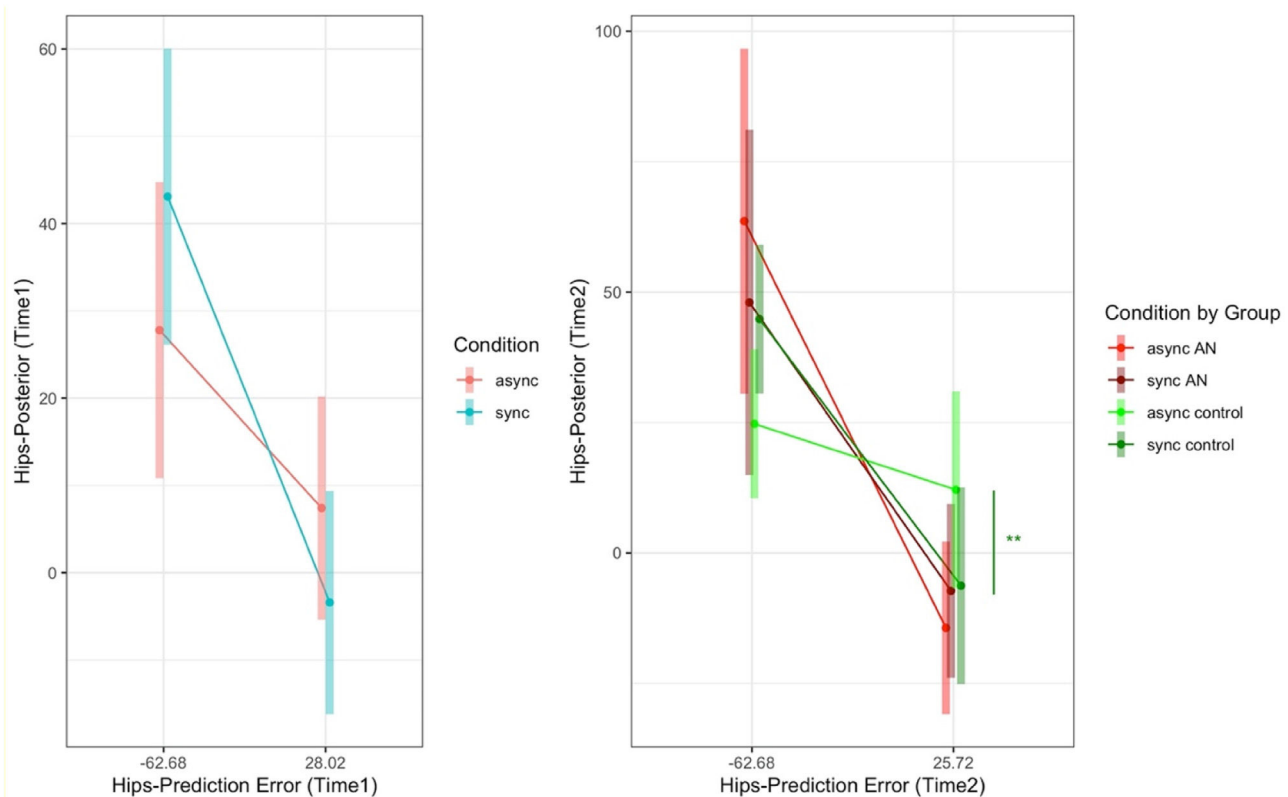 60
40
20
0
Hips-Posterior (Time1)
-62.68
28.02
Hips-Prediction Error (Time1)
Condition
async
sync
100
50
0
Hips-Posterior (Time2)
**
-62.68
25.72
Hips-Prediction Error (Time2)
Condition by Group
async AN
sync AN
async control
sync control